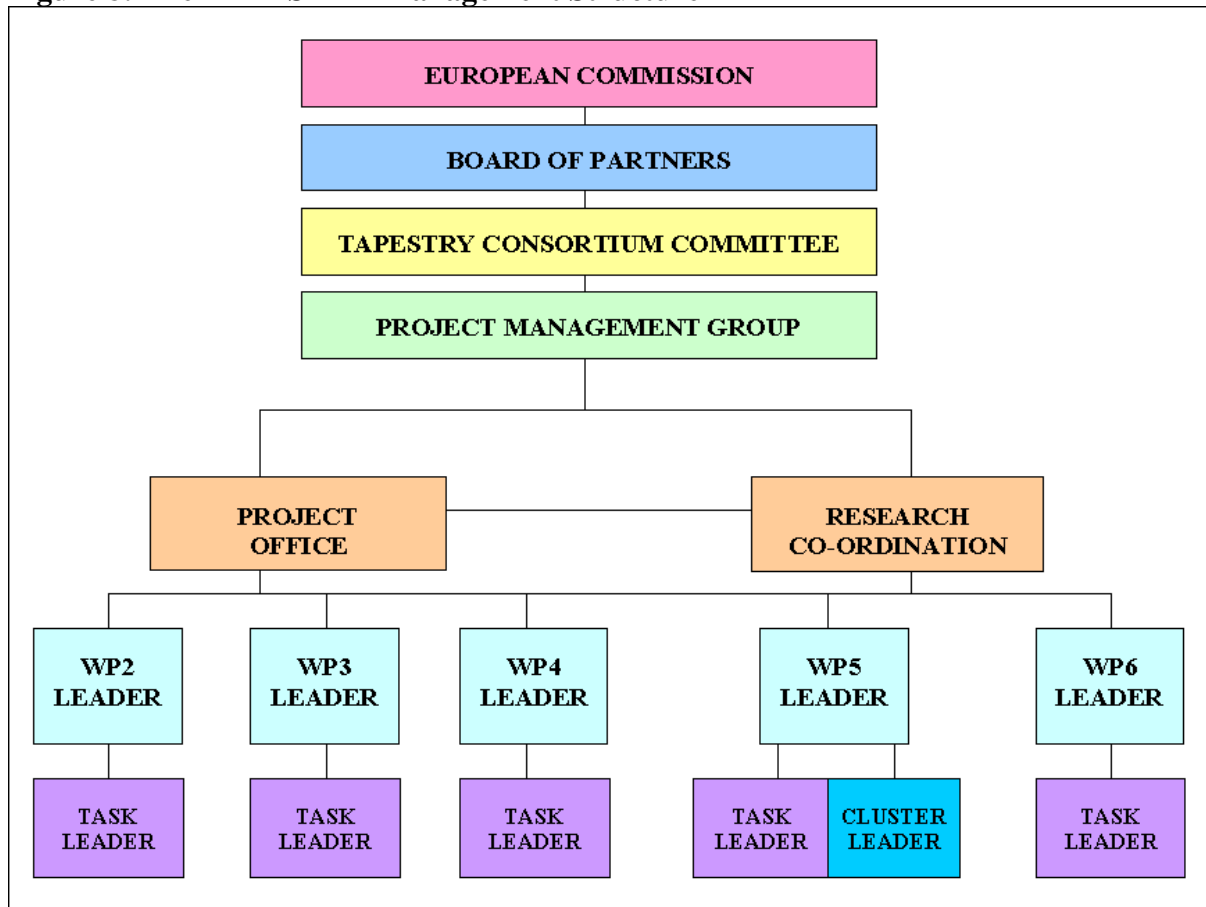 EUROPEAN COMMISSION
BOARD OF PARTNERS
TAPESTRY CONSORTIUM COMMITTEE
PROJECT MANAGEMENT GROUP
PROJECT
OFFICE
RESEARCH
CO-ORDINATION
WP2
LEADER
WP3
LEADER
WP4
LEADER
WP5
LEADER
WP6
LEADER
TASK
LEADER
TASK
LEADER
TASK
LEADER
TASK
LEADER
CLUSTER
LEADER
TASK
LEADER